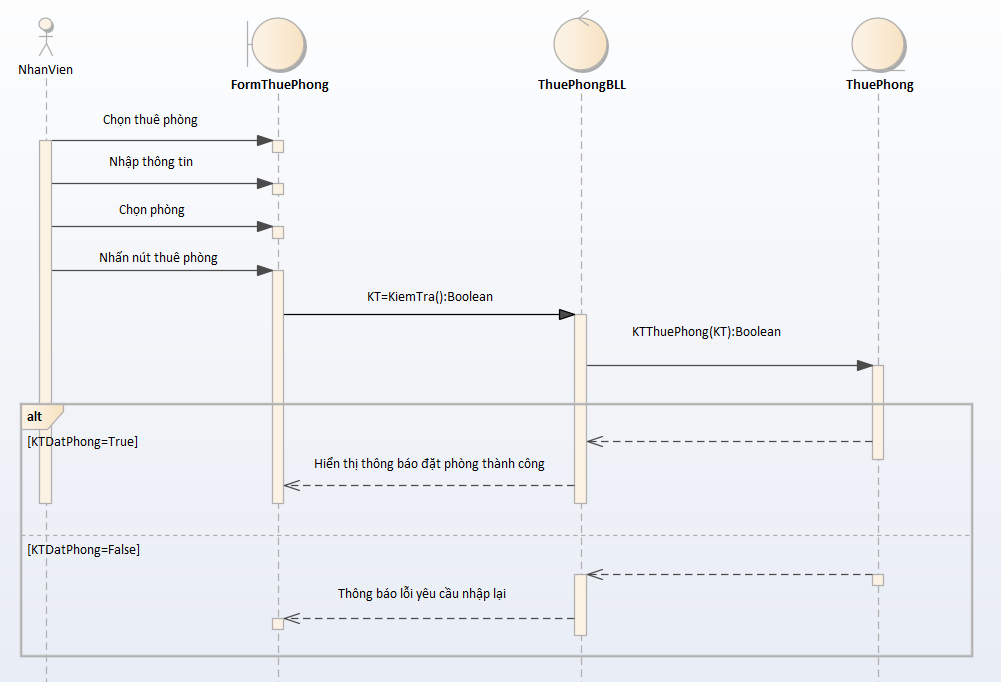 NhanVien
FormThuePhong
ThuePhongBLL
ThuePhong
Chọn thuê phòng
Nhập thông tin
Chọn phòng
Nhấn nút thuê phòng
KT=KiemTra():Boolean
KTThuePhong(KT):Boolean
alt
[KTDatPhong=True]
Hiển thị thông báo đặt phòng thành công
[KTDatPhong=False]
Thông báo lỗi yêu cầu nhập lại